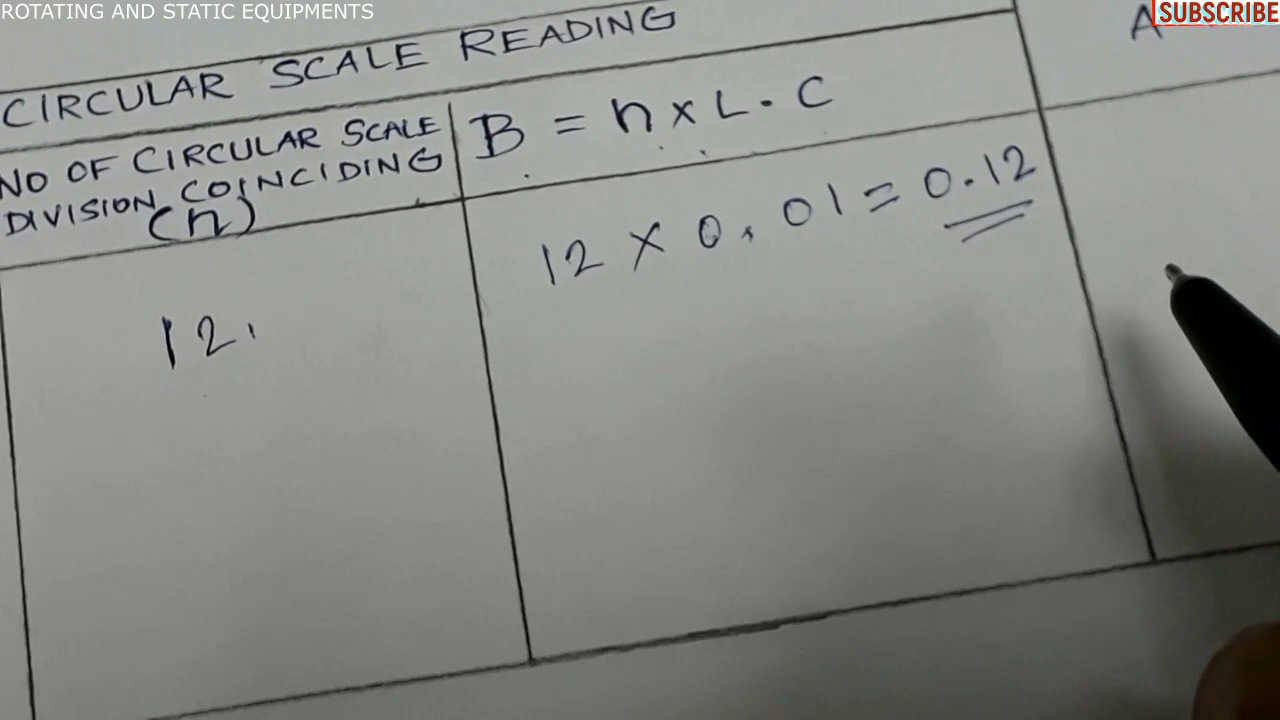 ROTATING AND STATIC EQUIPMENTS
SUBSCRIBE
CIRCULAR SCALE READING
A
NO OF CIRCULAR SCALE
DIVISION COINCIDING
(n)
B = n x L . C
12 x 0.01 = 0.12
12.